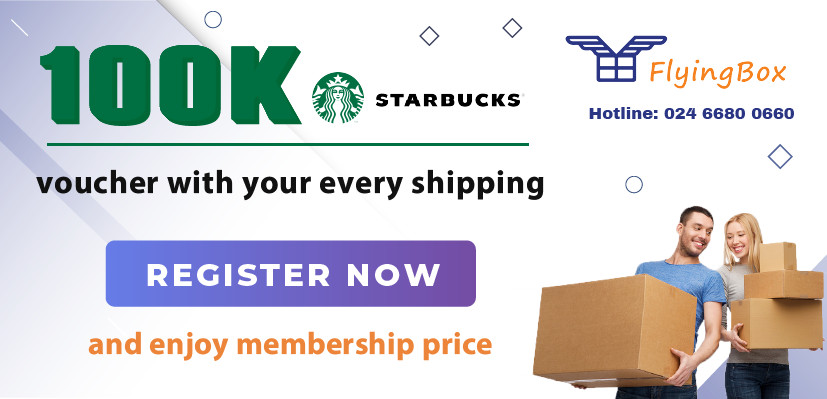 100K STARBUCKS
voucher with your every shipping
REGISTER NOW
and enjoy membership price
FlyingBox
Hotline: 024 6680 0660